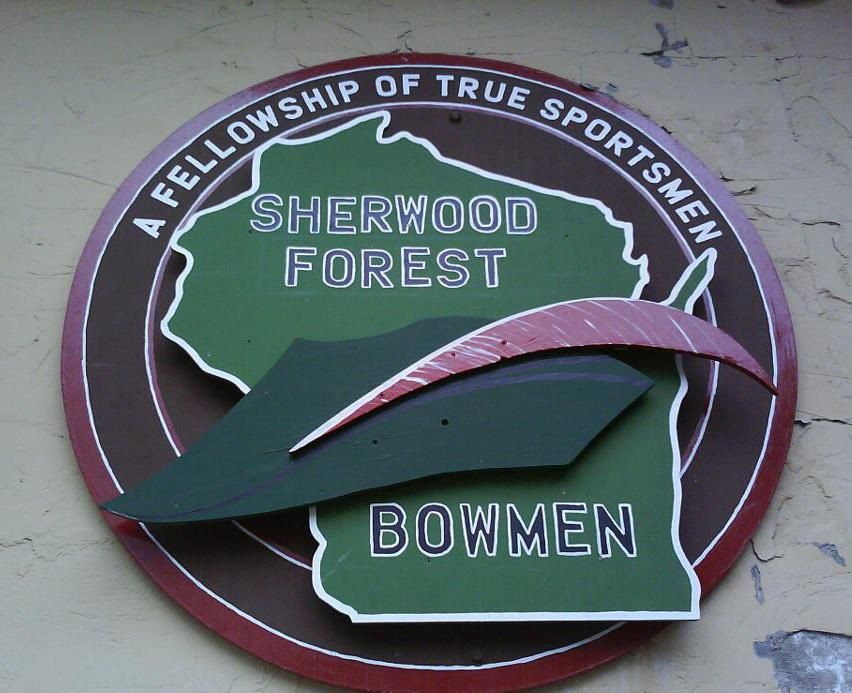 A FELLOWSHIP OF TRUE SPORTSMEN
SHERWOOD
FOREST
BOWMEN